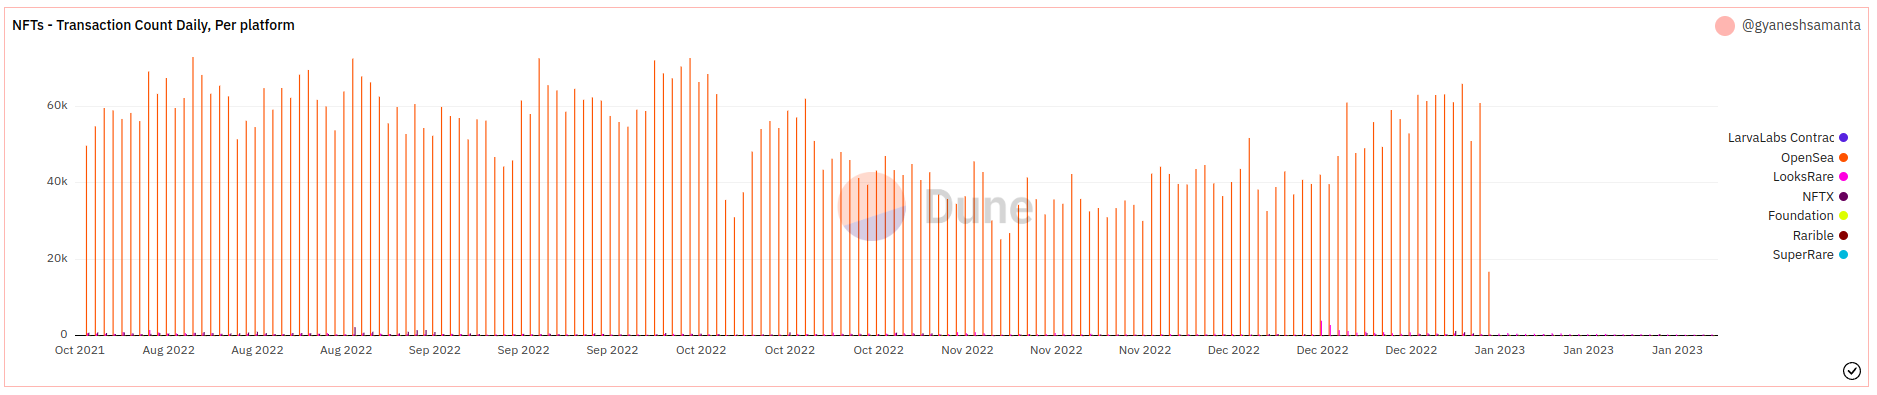 NFTs - Transaction Count Daily, Per platform
@gyaneshsamanta
60k
40k
20k
0
Dune
Oct 2021 Aug 2022 Aug 2022 Aug 2022 Sep 2022 Sep 2022 Sep 2022 Oct 2022 Oct 2022 Oct 2022 Nov 2022 Nov 2022 Nov 2022 Dec 2022 Dec 2022 Dec 2022 Jan 2023 Jan 2023 Jan 2023
LarvaLabs Contrac
OpenSea
LooksRare
NFTX
Foundation
Rarible
SuperRare